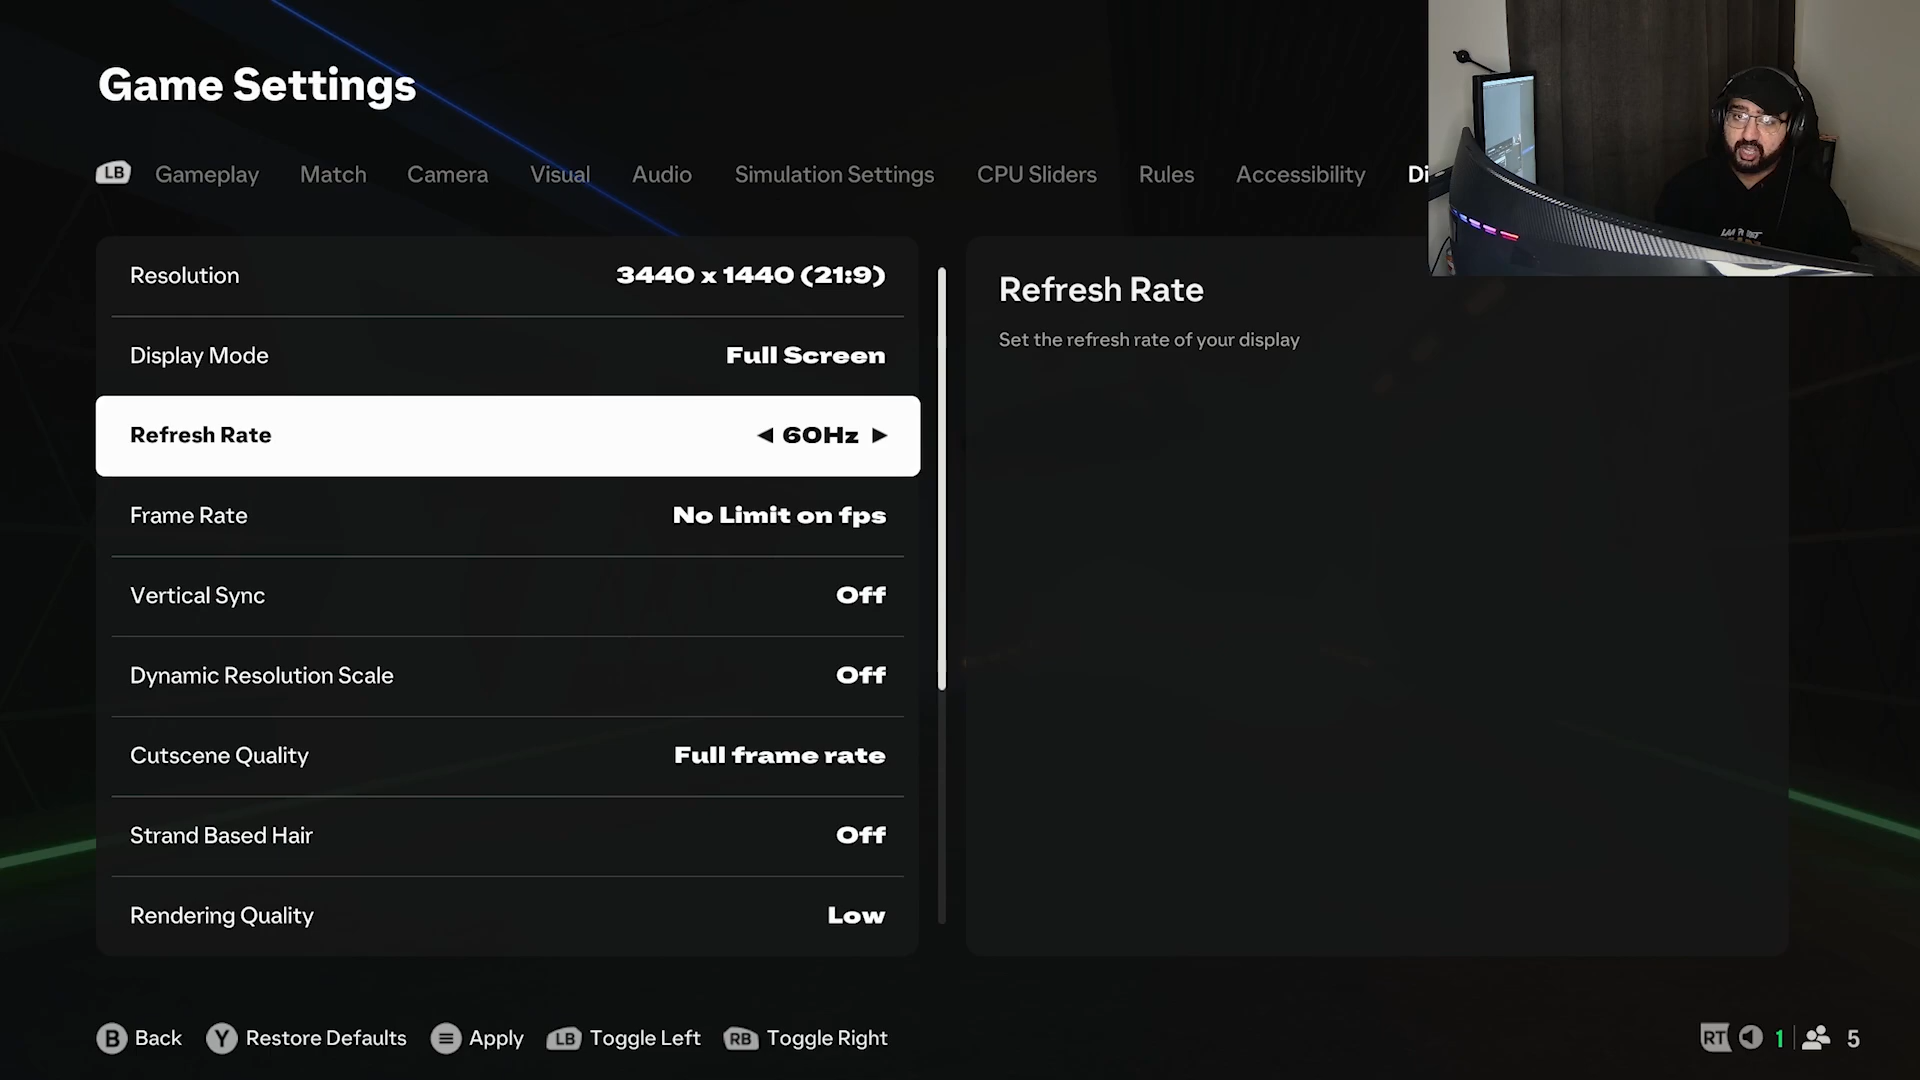 Game Settings
LB Gameplay Match Camera Visual Audio Simulation Settings CPU Sliders Rules Accessibility Di
Resolution 3440 x 1440 (21:9)
Display Mode Full Screen
Refresh Rate 60Hz
Frame Rate No Limit on fps
Vertical Sync Off
Dynamic Resolution Scale Off
Cutscene Quality Full frame rate
Strand Based Hair Off
Rendering Quality Low
Refresh Rate
Set the refresh rate of your display
B Back Y Restore Defaults Apply LB Toggle Left RB Toggle Right
RT 1 5